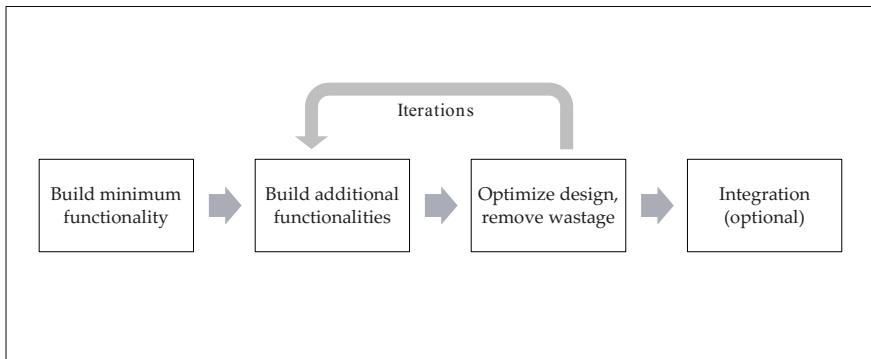 Iterations
Build minimum
functionality
Build additional
functionalities
Optimize design,
remove wastage
Integration
(optional)